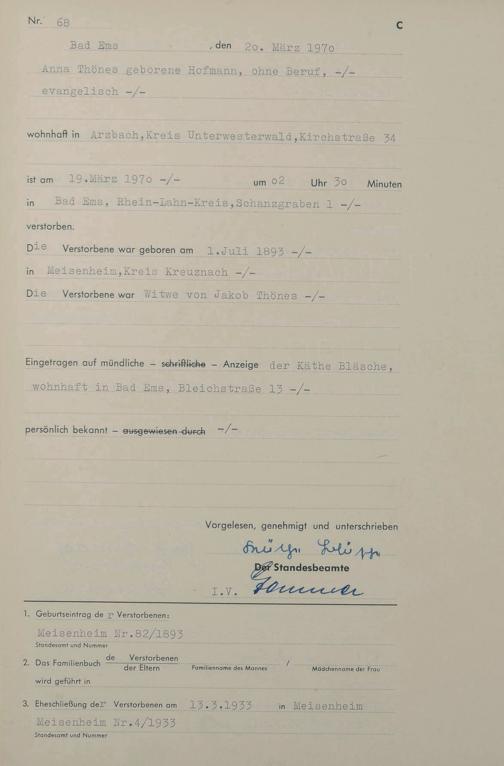 Nr. 68 C
Bad Ems , den 20. März 1970
Anna Thönes geborene Hofmann, ohne Beruf, -/-
evangelisch -/-
wohnhaft in Arzbach,Kreis Unterwesterwald,Kirchstraße 34
ist am 19.März 1970 -/- um 02 Uhr 30 Minuten
in Bad Ems, Rhein-Lahn-Kreis,Schanzgraben 1 -/-
verstorben.
Die Verstorbene war geboren am 1.Juli 1893 -/-
in Meisenheim,Kreis Kreuznach -/-
Die Verstorbene war Witwe von Jakob Thönes -/-
Eingetragen auf mündliche – schriftliche – Anzeige der Käthe Bläsche,
wohnhaft in Bad Ems, Bleichstraße 13 -/-
persönlich bekannt – ausgewiesen durch -/-
Vorgelesen, genehmigt und unterschrieben
Der Standesbeamte
I.V.
1. Geburtseintrag de r Verstorbenen:
Meisenheim Nr.82/1893
Standesamt und Nummer
2. Das Familienbuch de Verstorbenen
der Eltern Familienname des Mannes / Mädchenname der Frau
wird geführt in
3. Eheschließung der Verstorbenen am 13.3.1933 in Meisenheim
Meisenheim Nr.4/1933
Standesamt und Nummer